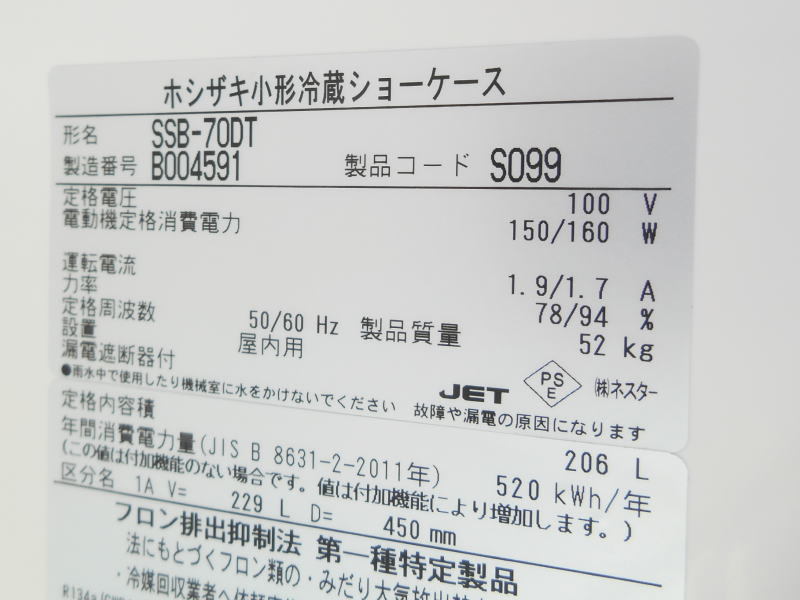 ホシザキ小形冷蔵ショーケース
形名 SSB-70DT
製造番号 B004591 製品コード S099
定格電圧 100 V
電動機定格消費電力 150/160 W
運転電流 1.9/1.7 A
力率 78/94 %
定格周波数 50/60 Hz 製品質量 52 kg
設置 屋内用
漏電遮断器付
JET PS E ㈱ネスター
●雨水中で使用したり機械室に水をかけないでください 故障や漏電の原因になります
定格内容積 206 L
年間消費電力量(JIS B 8631-2-2011年) 520 kWh/年
(この値は付加機能のない場合です。値は付加機能により増加します。)
区分名 1A V= 229 L D= 450 mm
フロン排出抑制法 第一種特定製品
法にもとづくフロン類の・みだり大気放出
・冷媒回収業者へ依頼
R134a